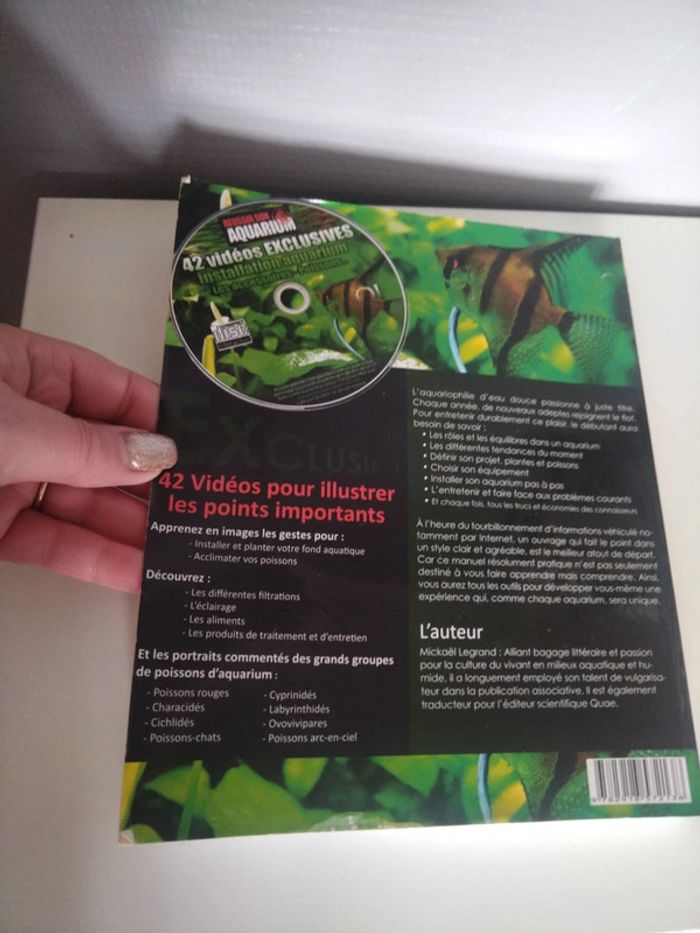 RÉUSSIR SON
AQUARIUM
42 vidéos EXCLUSIVES
Installation aquarium
Les accessoires - Poissons...
disc
EXCLUSIF !
42 Vidéos pour illustrer
les points importants
Apprenez en images les gestes pour :
- Installer et planter votre fond aquatique
- Acclimater vos poissons
Découvrez :
- Les différentes filtrations
- L'éclairage
- Les aliments
- Les produits de traitement et d'entretien
Et les portraits commentés des grands groupes
de poissons d'aquarium :
- Poissons rouges
- Characidés
- Cichlidés
- Poissons-chats
- Cyprinidés
- Labyrinthidés
- Ovovivipares
- Poissons arc-en-ciel
L'aquariophilie d'eau douce passionne à juste titre.
Chaque année, de nouveaux adeptes rejoignent le flot.
Pour entretenir durablement ce plaisir, le débutant aura
besoin de savoir :
• Les rôles et les équilibres dans un aquarium
• Les différentes tendances du moment
• Définir son projet, plantes et poissons
• Choisir son équipement
• Installer son aquarium pas à pas
• L'entretenir et faire face aux problèmes courants
• Et chaque fois, tous les trucs et économies des connaisseurs
À l'heure du tourbillonnement d'informations véhiculé no-
tamment par Internet, un ouvrage qui fait le point dans
un style clair et agréable, est le meilleur atout de départ.
Car ce manuel résolument pratique n'est pas seulement
destiné à vous faire apprendre mais comprendre. Ainsi,
vous aurez tous les outils pour développer vous-même une
expérience qui, comme chaque aquarium, sera unique.
L'auteur
Mickaël Legrand : Alliant bagage littéraire et passion
pour la culture du vivant en milieux aquatique et hu-
mide, il a longuement employé son talent de vulgarisa-
teur dans la publication associative. Il est également
traducteur pour l'éditeur scientifique Quae.